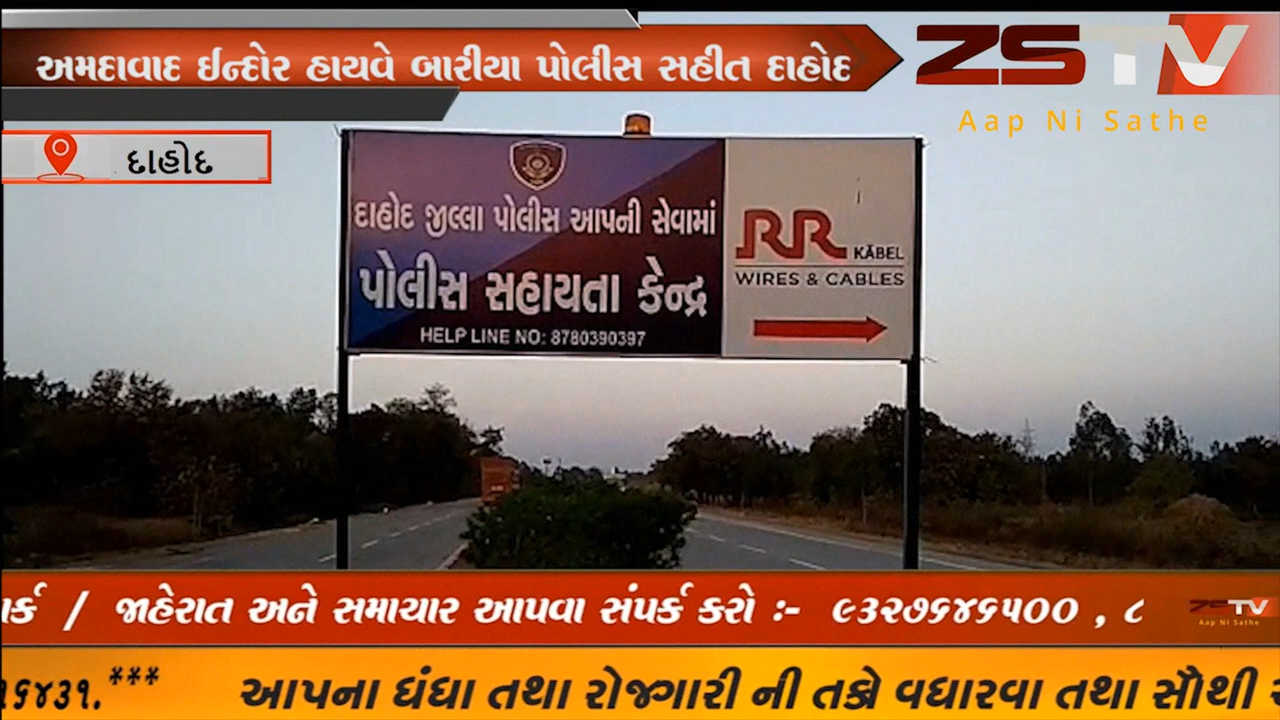 અમદાવાદ ઈન્દોર હાયવે બારીયા પોલીસ સહીત દાહોદ
ZSTV
Aap Ni Sathe
દાહોદ
દાહોદ જીલ્લા પોલીસ આપની સેવામાં
પોલીસ સહાયતા કેન્દ્ર
HELP LINE NO: 8780390397
RR KABEL
WIRES & CABLES
/ જાહેરાત અને સમાચાર આપવા સંપર્ક કરો :- ૯૩૨૭૬૪૬૫૦૦ , ૮
ZSTV
Aap Ni Sathe
૬૪૩૧.*** આપના ધંધા તથા રોજગારી ની તકો વધારવા તથા સૌથી